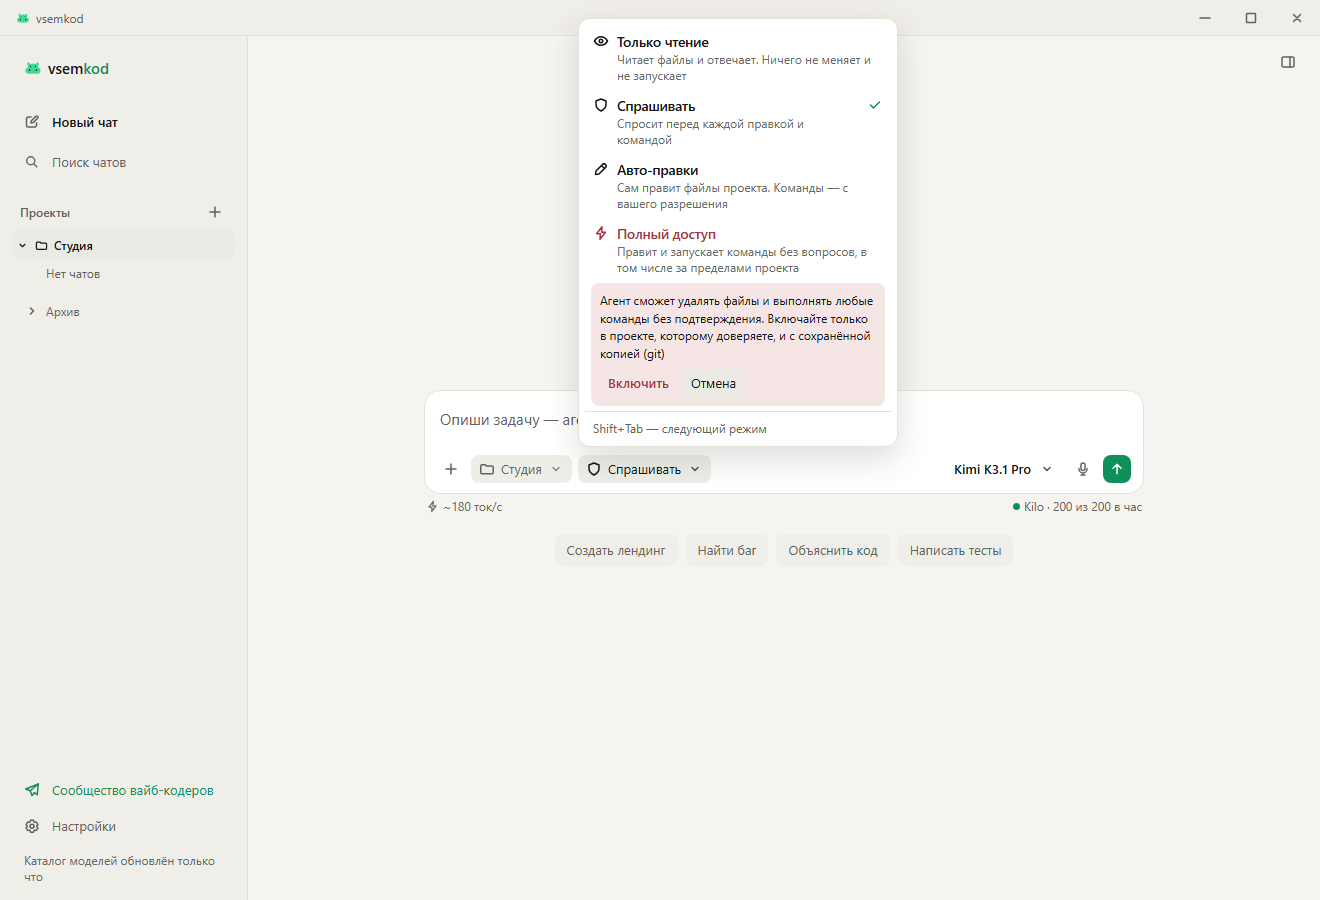 vsemkod
vsemkod
Новый чат
Поиск чатов
Проекты
Студия
Нет чатов
Архив
Сообщество вайб-кодеров
Настройки
Каталог моделей обновлён только
что
Только чтение
Читает файлы и отвечает. Ничего не меняет и
не запускает
Спрашивать
Спросит перед каждой правкой и
командой
Авто-правки
Сам правит файлы проекта. Команды — с
вашего разрешения
Полный доступ
Правит и запускает команды без вопросов, в
том числе за пределами проекта
Агент сможет удалять файлы и выполнять любые
команды без подтверждения. Включайте только
в проекте, которому доверяете, и с сохранённой
копией (git)
Включить Отмена
Shift+Tab — следующий режим
Опиши задачу —
Студия Спрашивать Kimi K3.1 Pro
~180 ток/с Kilo · 200 из 200 в час
Создать лендинг Найти баг Объяснить код Написать тесты